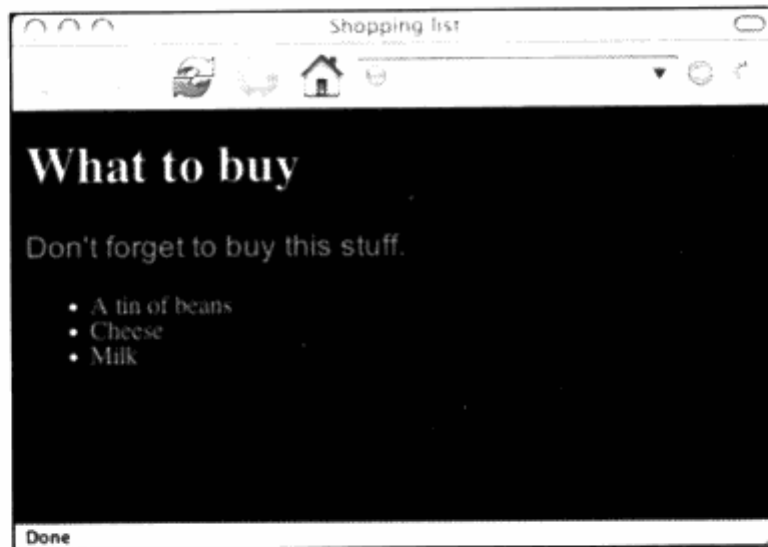 Shopping list
What to buy
Don't forget to buy this stuff.
• A tin of beans
• Cheese
• Milk
Done